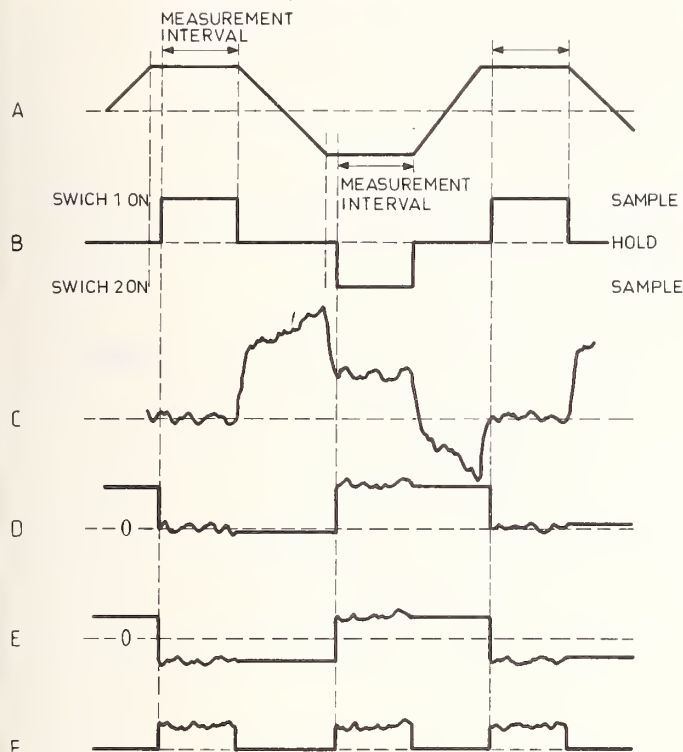 MEASUREMENT
INTERVAL
A
MEASUREMENT
INTERVAL
SWICH 1 ON
SAMPLE
B
HOLD
SWICH 2 ON
SAMPLE
C
D
0
E
0
F